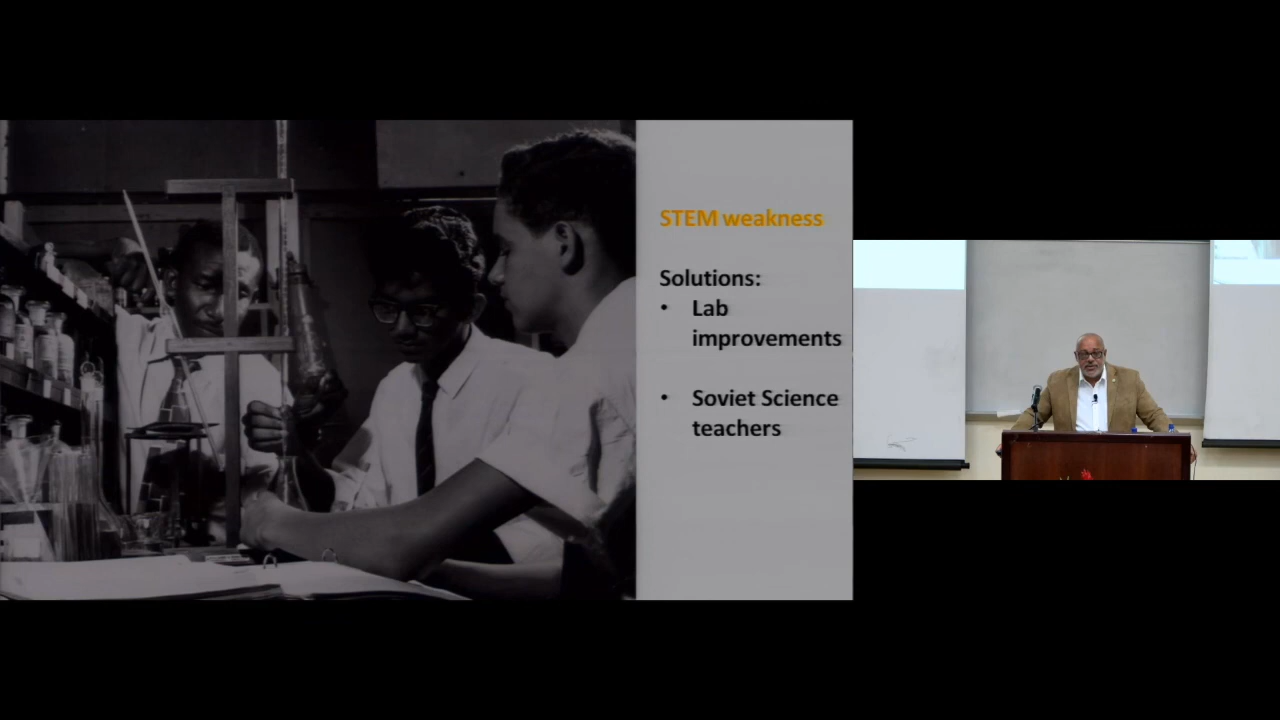 STEM weakness
Solutions:
• Lab
improvements
• Soviet Science
teachers